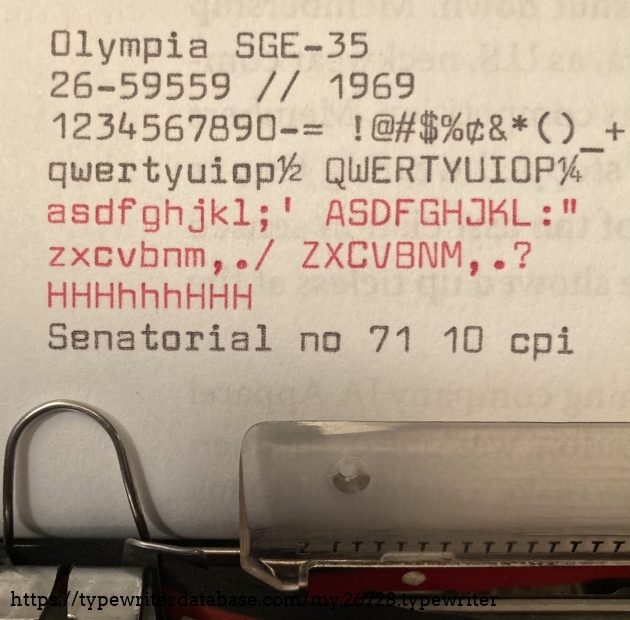 Olympia SGE-35
26-59559 // 1969
1234567890-= !@#$%¢&*()_+
qwertyuiop½ QWERTYUIOP¼
asdfghjkl;' ASDFGHJKL:"
zxcvbnm,./ ZXCVBNM,.?
HHHhhhHHH
Senatorial no 71 10 cpi
2
https://typewriterdatabase.com/my.26728.typewriter